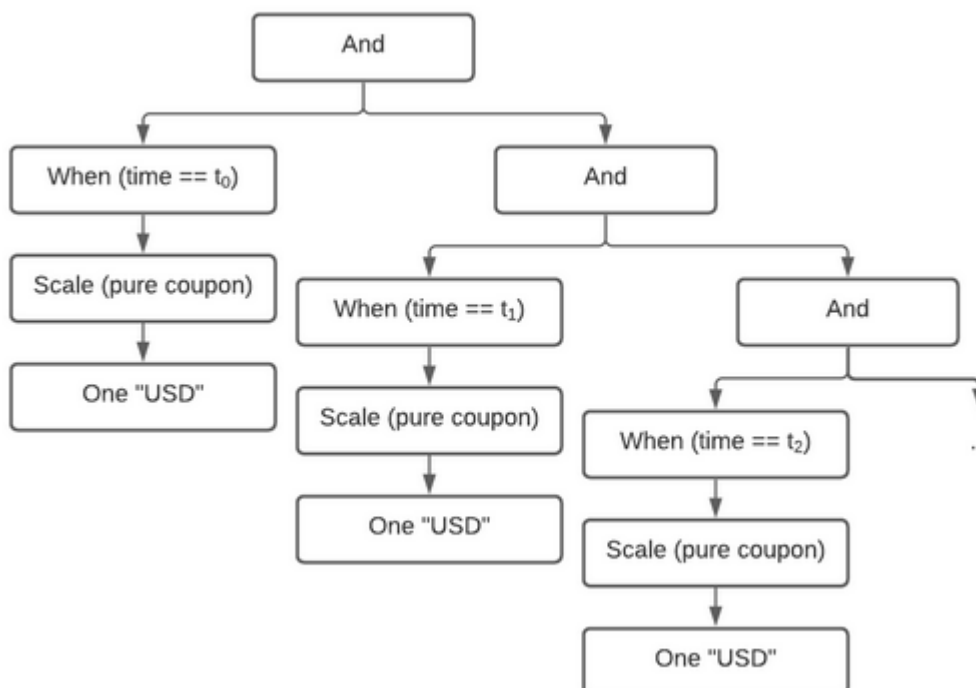 And
When (time == t₀)
And
Scale (pure coupon)
When (time == t₁)
And
One "USD"
Scale (pure coupon)
When (time == t₂)
.
One "USD"
Scale (pure coupon)
One "USD"